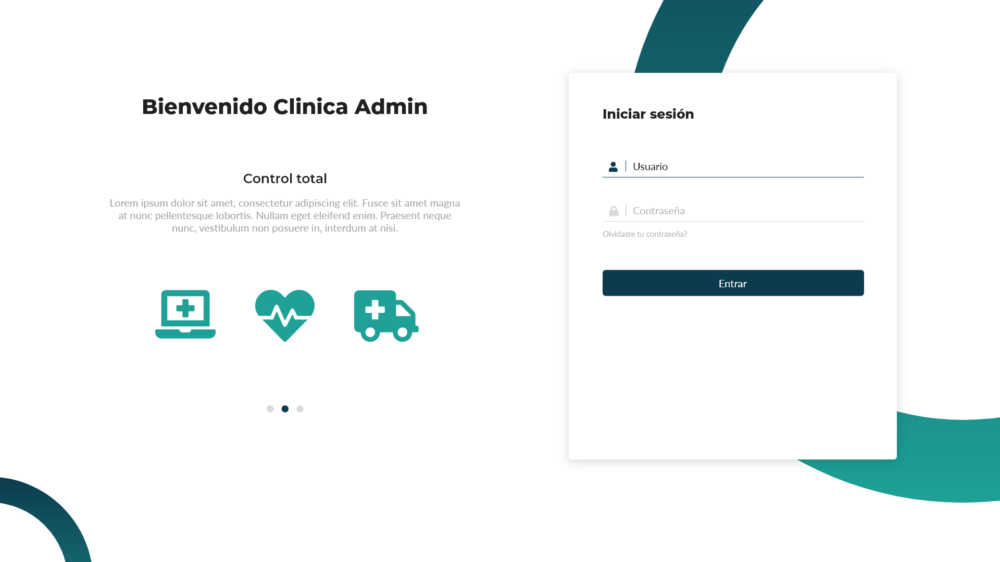 Bienvenido Clinica Admin
Control total
Lorem ipsum dolor sit amet, consectetur adipiscing elit. Fusce sit amet magna
at nunc pellentesque lobortis. Nullam eget eleifend enim. Praesent neque
nunc, vestibulum non posuere in, interdum at nisi.
Iniciar sesión
Usuario
Contraseña
Olvidaste tu contraseña?
Entrar